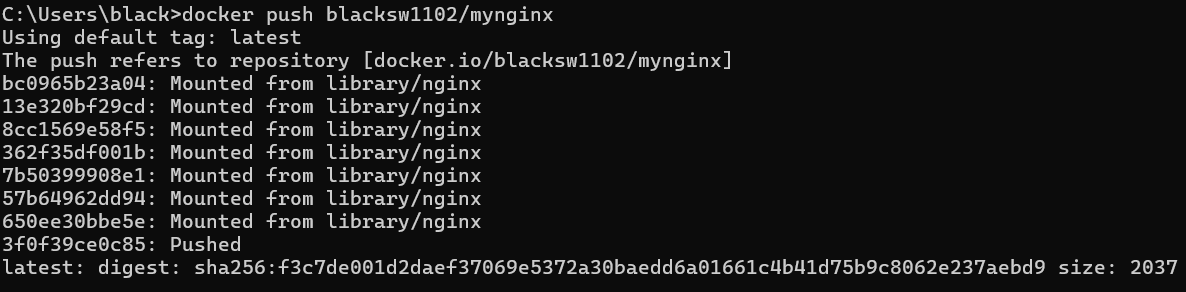 C:\Users\black>docker push blacksw1102/mynginx
Using default tag: latest
The push refers to repository [docker.io/blacksw1102/mynginx]
bc0965b23a04: Mounted from library/nginx
13e320bf29cd: Mounted from library/nginx
8cc1569e58f5: Mounted from library/nginx
362f35df001b: Mounted from library/nginx
7b50399908e1: Mounted from library/nginx
57b64962dd94: Mounted from library/nginx
650ee30bbe5e: Mounted from library/nginx
3f0f39ce0c85: Pushed
latest: digest: sha256:f3c7de001d2daef37069e5372a30baedd6a01661c4b41d75b9c8062e237aebd9 size: 2037